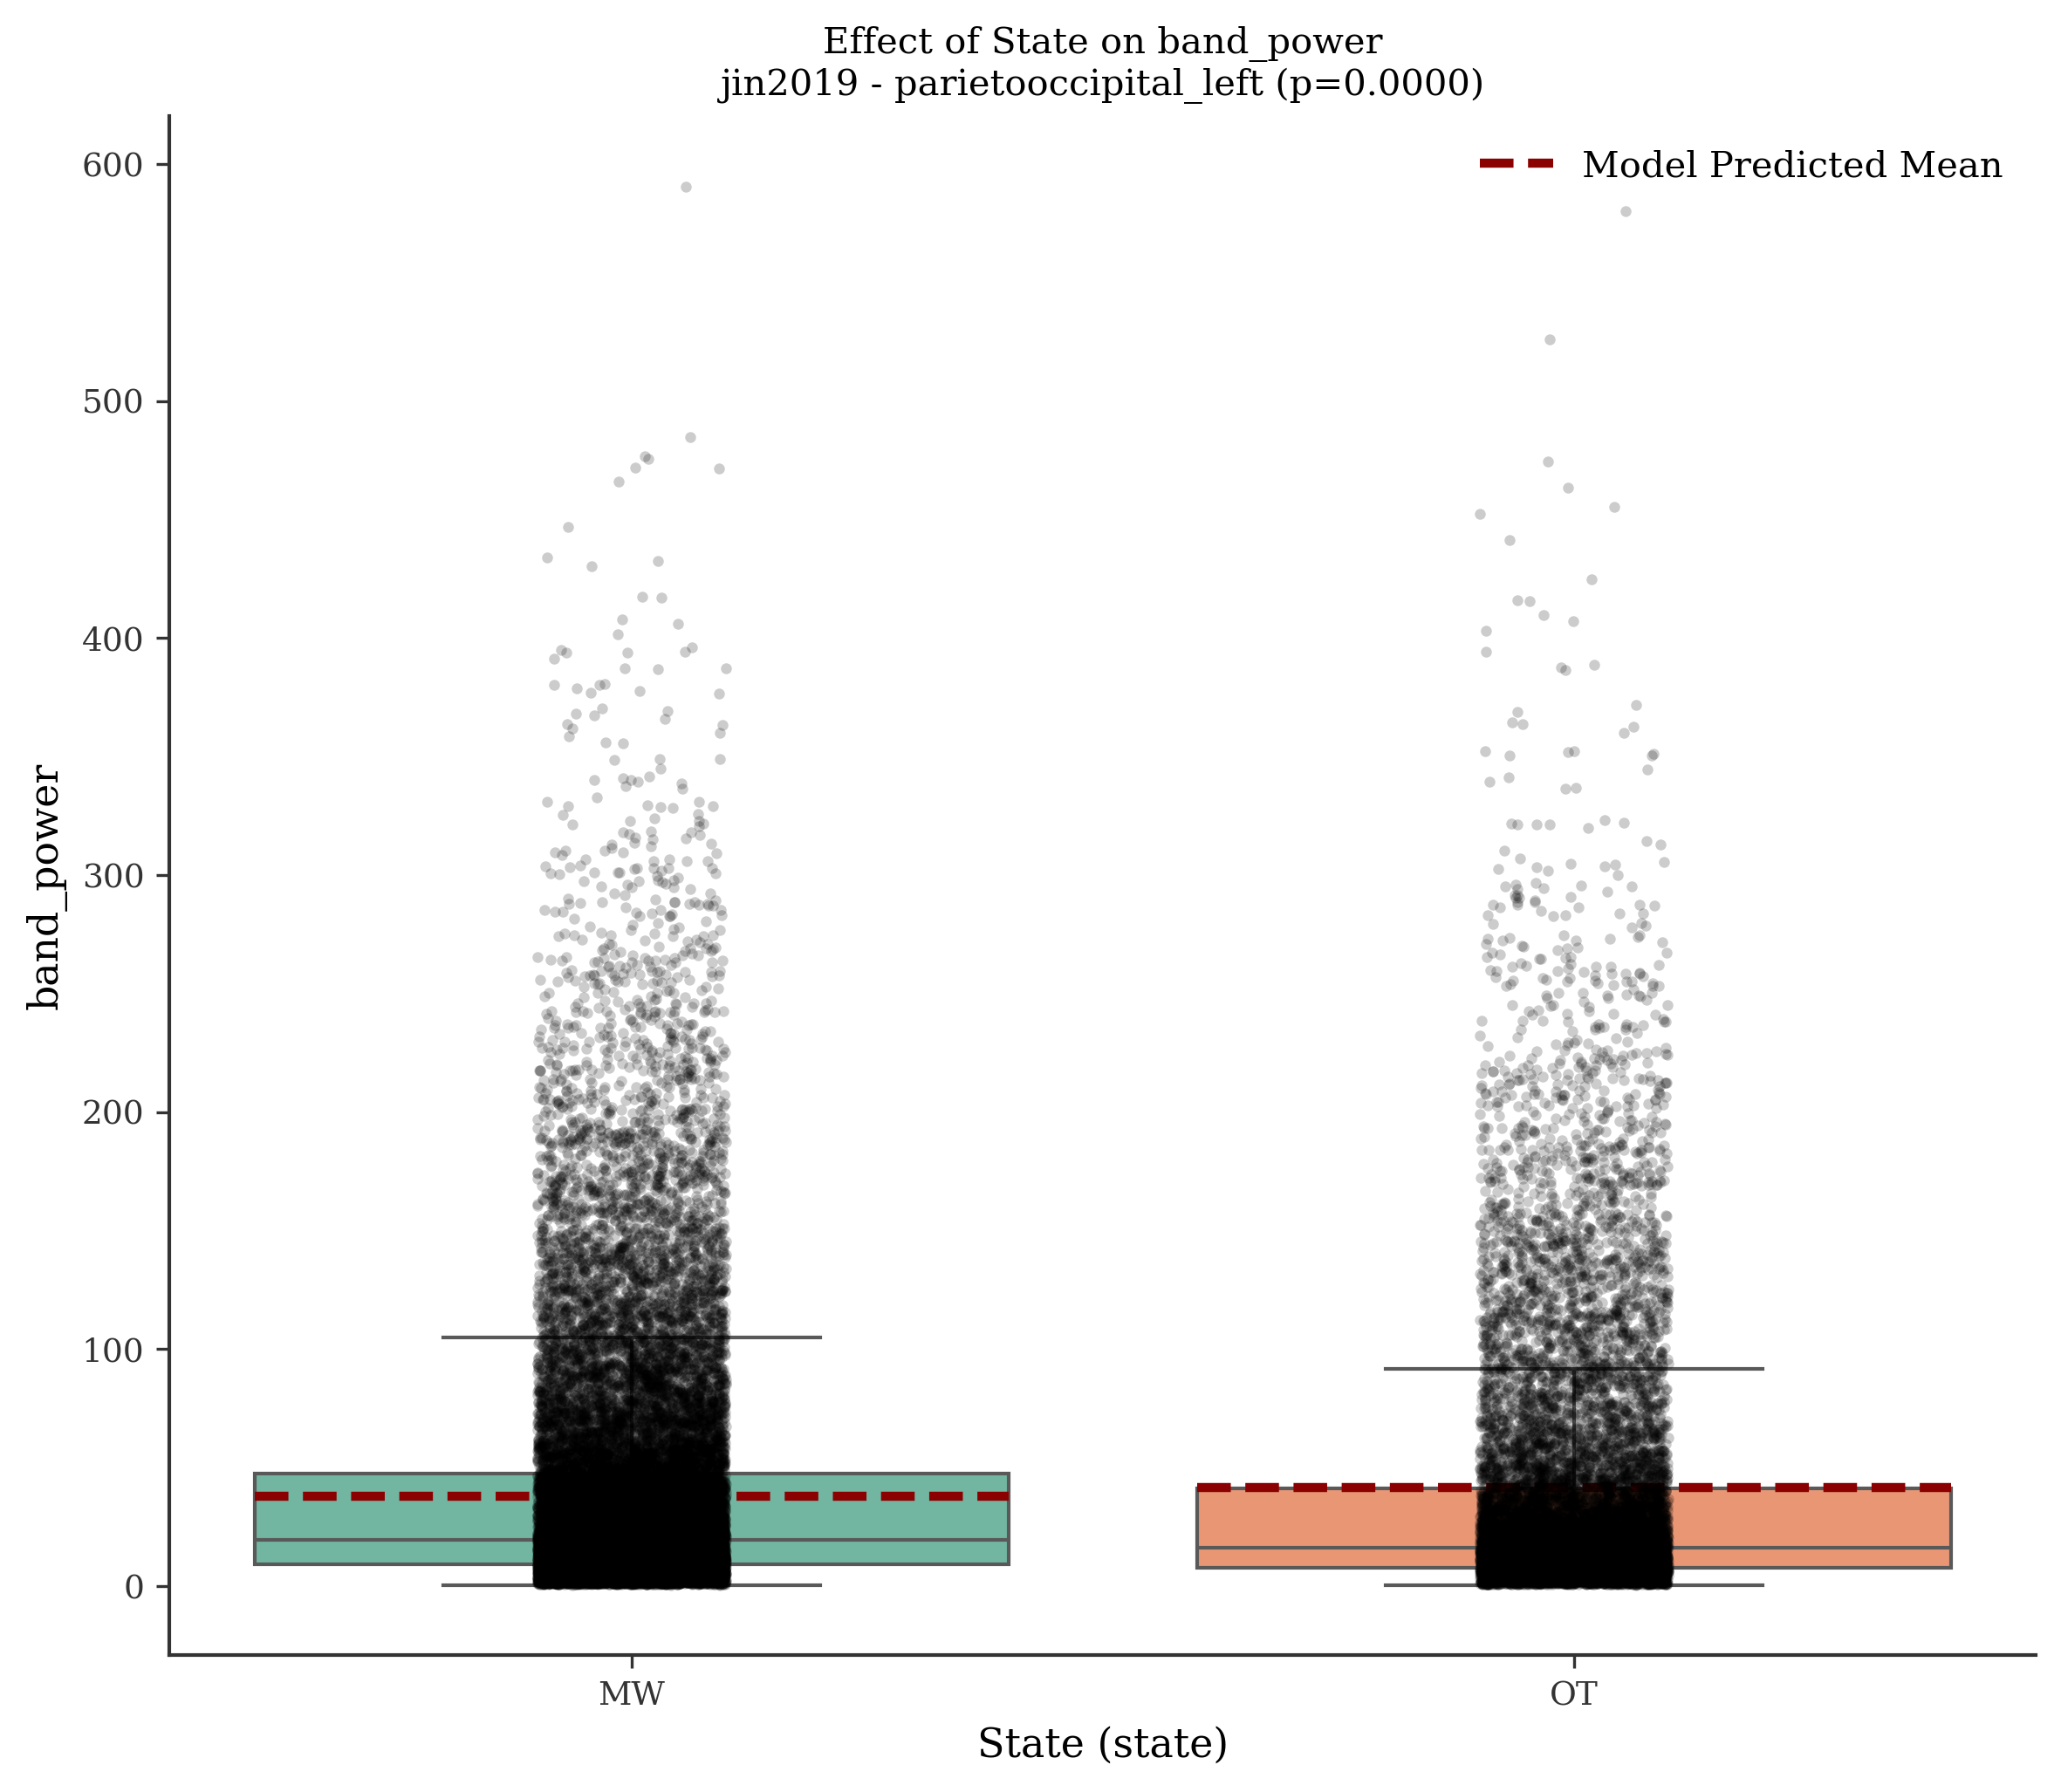 Effect of State on band_power
jin2019 - parietooccipital_left (p=0.0000)
Model Predicted Mean
600
500
400
300
200
100
0
band_power
MW
OT
State (state)